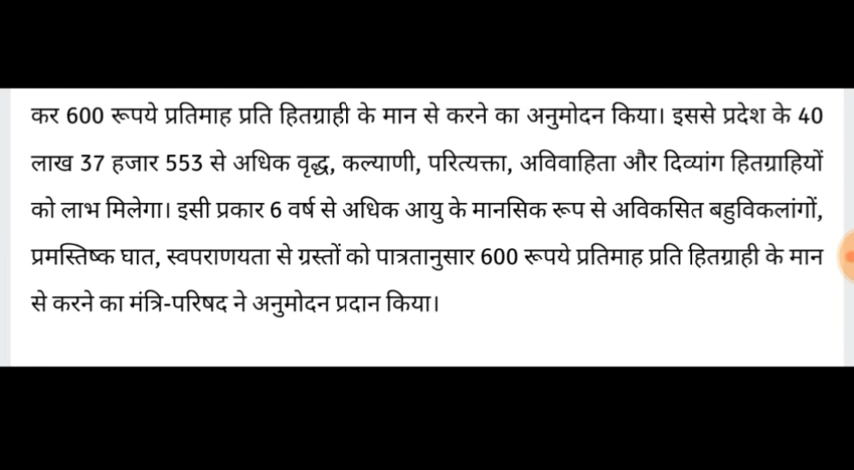 कर 600 रूपये प्रतिमाह प्रति हितग्राही के मान से करने का अनुमोदन किया। इससे प्रदेश के 40
लाख 37 हजार 553 से अधिक वृद्ध, कल्याणी, परित्यक्ता, अविवाहिता और दिव्यांग हितग्राहियों
को लाभ मिलेगा। इसी प्रकार 6 वर्ष से अधिक आयु के मानसिक रूप से अविकसित बहुविकलांगों,
प्रमस्तिष्क घात, स्वपराणयता से ग्रस्तों को पात्रतानुसार 600 रूपये प्रतिमाह प्रति हितग्राही के मान
से करने का मंत्रि-परिषद ने अनुमोदन प्रदान किया।